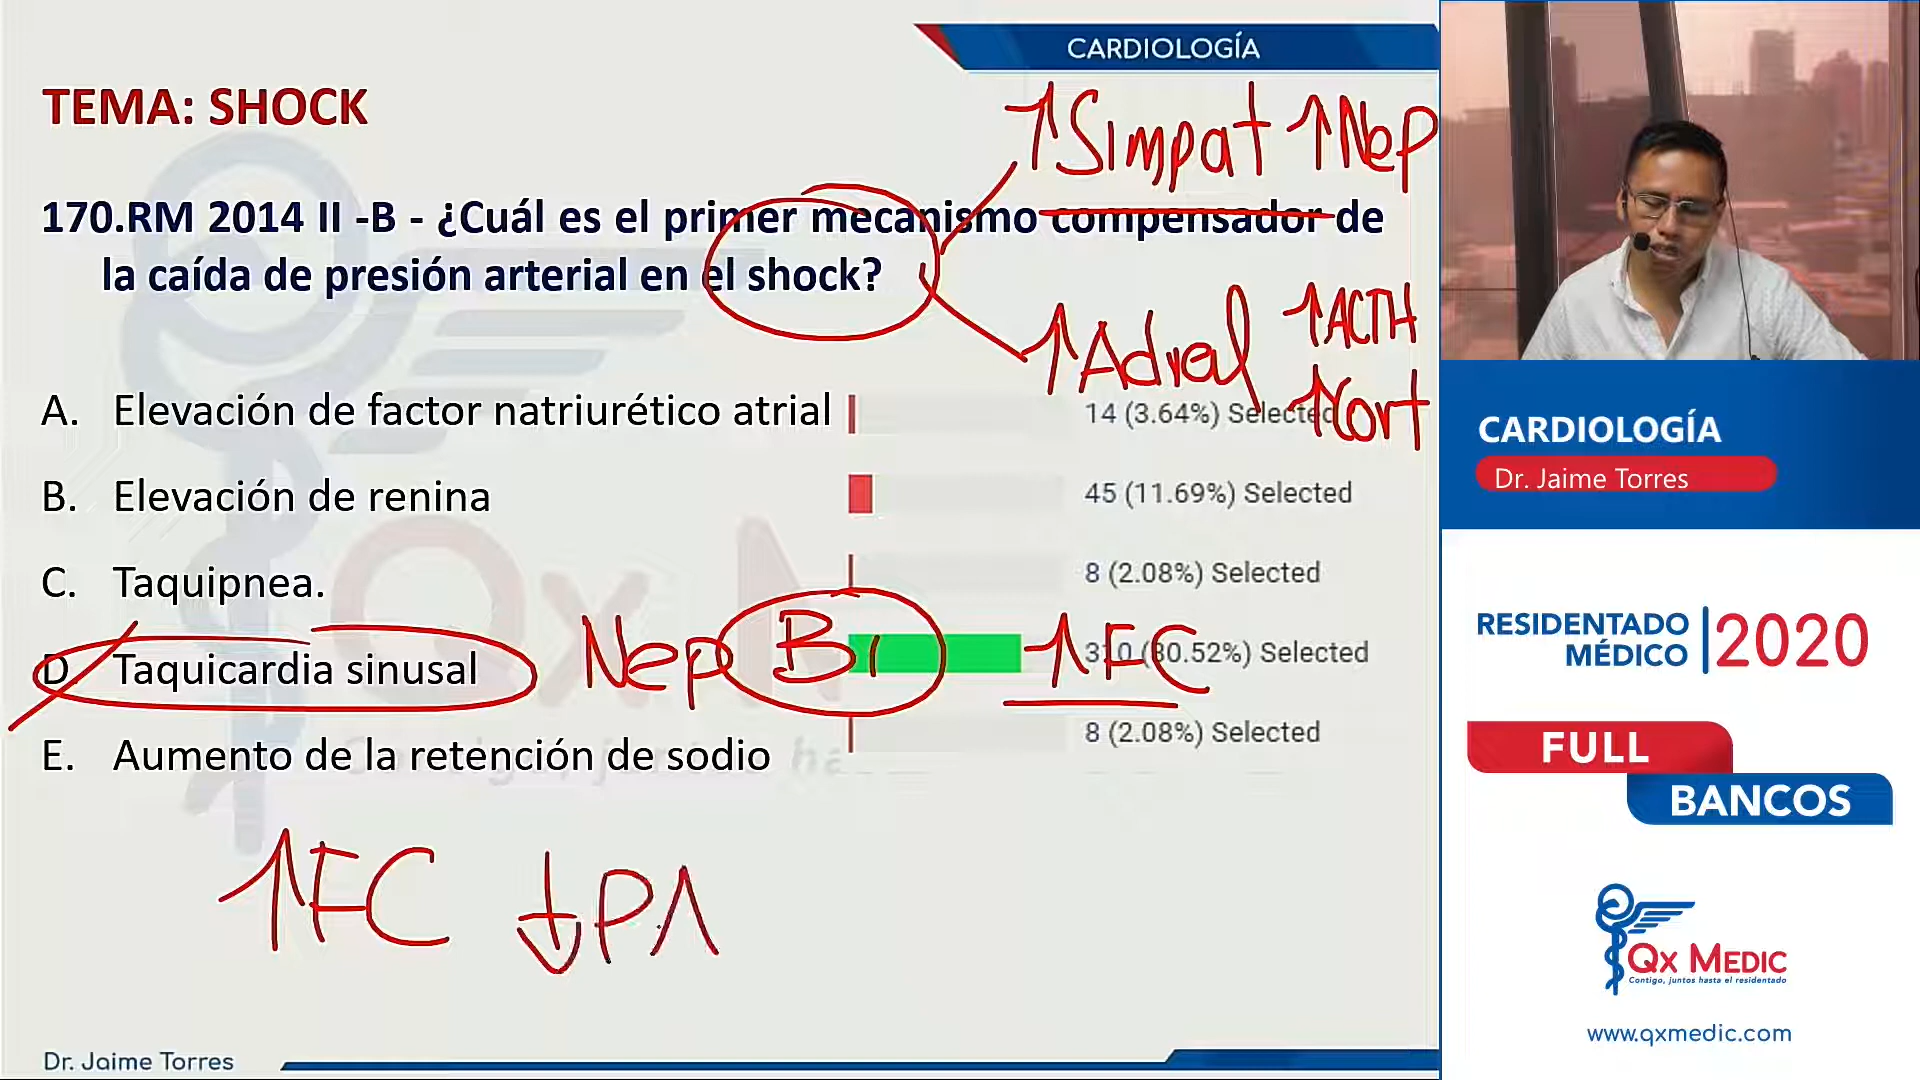 CARDIOLOGÍA
TEMA: SHOCK
↑Simpat ↑Nep
170.RM 2014 II -B - ¿Cuál es el primer mecanismo compensador de
la caída de presión arterial en el shock?
↑Adrenal ↑ACTH
↑Cort
A. Elevación de factor natriurético atrial
14 (3.64%) Selected
B. Elevación de renina
45 (11.69%) Selected
C. Taquipnea.
8 (2.08%) Selected
D. Taquicardia sinusal
Nep B1 ↑FC
310 (80.52%) Selected
E. Aumento de la retención de sodio
8 (2.08%) Selected
↑FC ↓PA
Dr. Jaime Torres
CARDIOLOGÍA
Dr. Jaime Torres
RESIDENTADO
MÉDICO
2020
FULL
BANCOS
Qx MEDIC
Contigo, juntos hasta el residentado
www.qxmedic.com